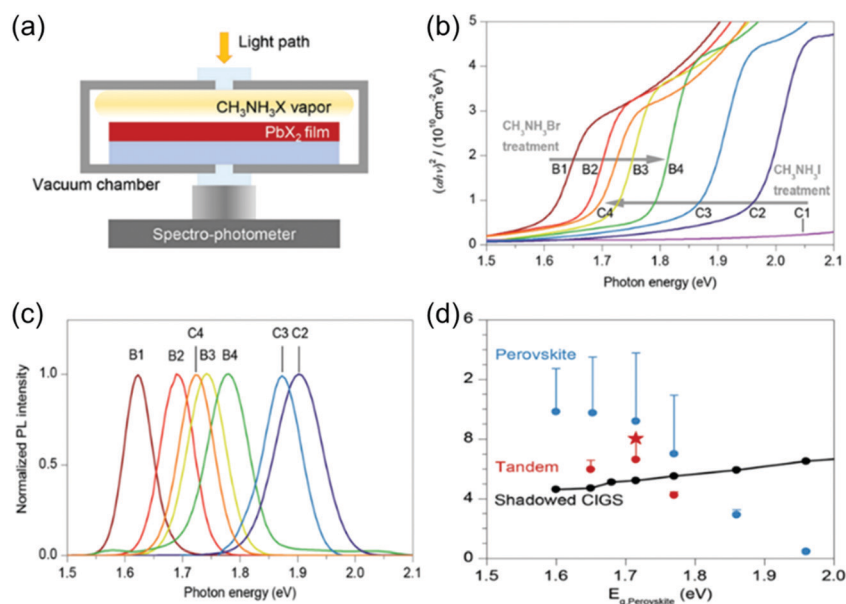 (a)
Light path
CH₃NH₃X vapor
PbX₂ film
Vacuum chamber
Spectro-photometer
(b)
(αhν)² / (10¹⁰cm⁻²eV²)
5
4
3
2
1
0
CH₃NH₃Br
treatment
B1
B2
B3
B4
CH₃NH₃I
treatment
C4
C3
C2
C1
1.5
1.6
1.7
1.8
1.9
2.0
2.1
Photon energy (eV)
(c)
Normalized PL intensity
1.0
0.5
0.0
B1
B2
C4
B3
B4
C3
C2
1.5
1.6
1.7
1.8
1.9
2.0
2.1
Photon energy (eV)
(d)
6
2
8
4
0
Perovskite
Tandem
Shadowed CIGS
1.5
1.6
1.7
1.8
1.9
2.0
E g,Perovskite (eV)